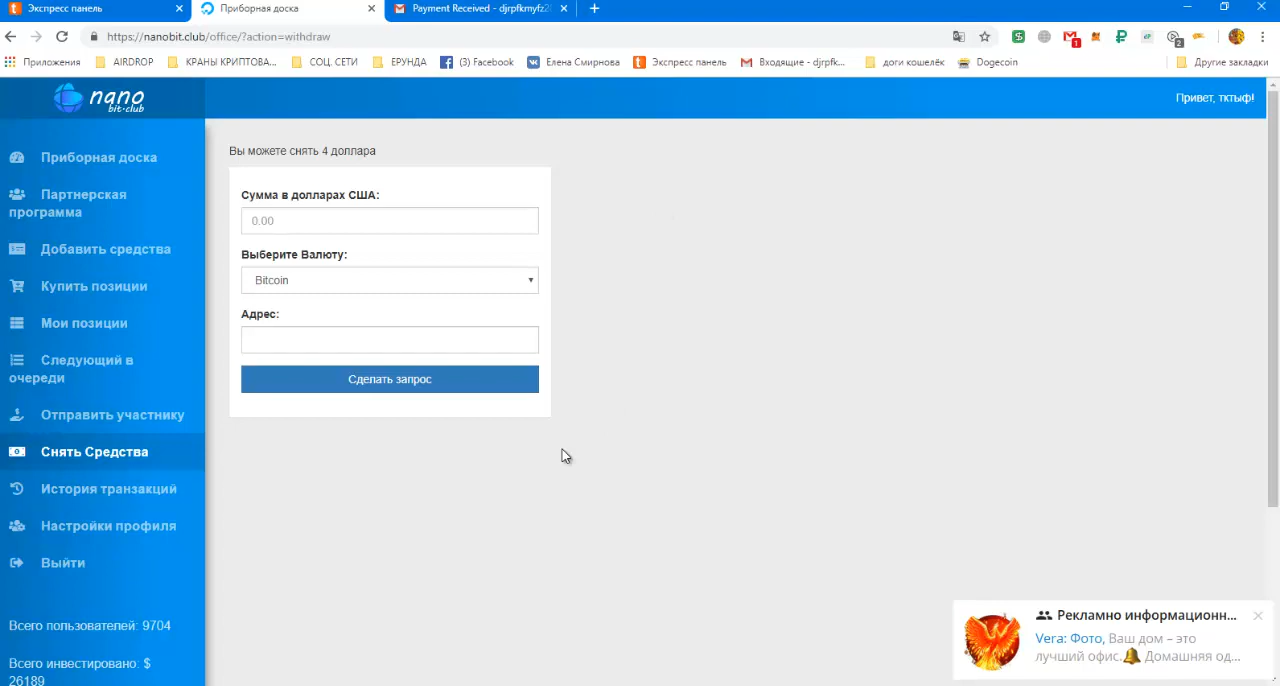 Экспресс панель
Приборная доска
Payment Received - djrpfkmyfz2
https://nanobit.club/office/?action=withdraw
Приложения
AIRDROP
КРАНЫ КРИПТОВА...
СОЦ. СЕТИ
ЕРУНДА
(3) Facebook
Елена Смирнова
Экспресс панель
Входящие - djrpfk...
доги кошелёк
Dogecoin
Другие закладки
nano
bit·club
Привет, тктыф!
Приборная доска
Партнерская
программа
Добавить средства
Купить позиции
Мои позиции
Следующий в
очереди
Отправить участнику
Снять Средства
История транзакций
Настройки профиля
Выйти
Всего пользователей: 9704
Всего инвестировано: $
26189
Вы можете снять 4 доллара
Сумма в долларах США:
0.00
Выберите Валюту:
Bitcoin
Адрес:
Сделать запрос
Рекламно информационн...
Vera: Фото, Ваш дом – это
лучший офис. Домашняя од...